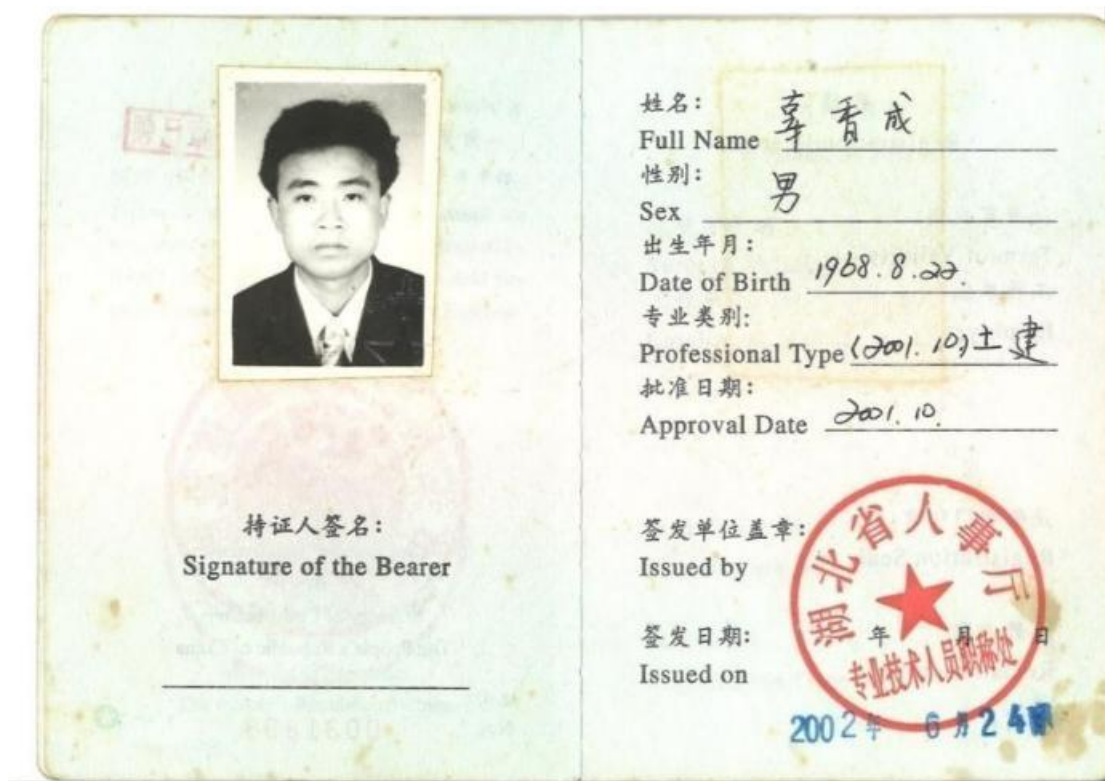 持证人签名:
Signature of the Bearer
姓名:
Full Name 辜香成
性别:
Sex 男
出生年月:
Date of Birth 1968.8.22.
专业类别:
Professional Type (2001.10)土建
批准日期:
Approval Date 2001.10.
签发单位盖章:
Issued by
湖北省人事厅
专业技术人员职称处
签发日期: 年 月 日
Issued on
2002年 6月24日